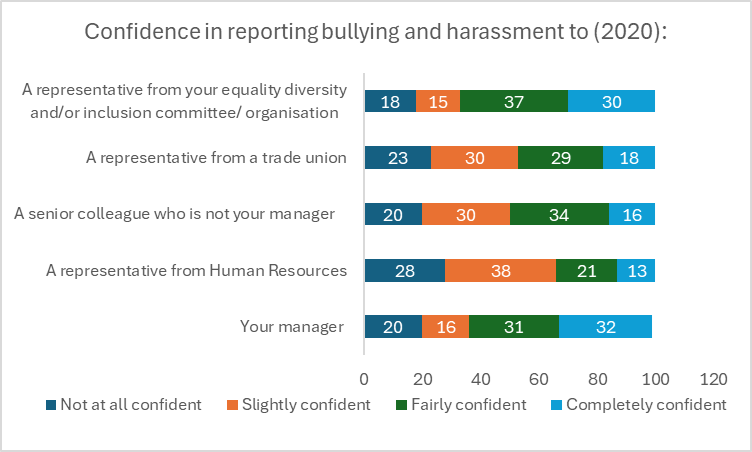 Confidence in reporting bullying and harassment to (2020):
A representative from your equality diversity
and/or inclusion committee/ organisation
18 15 37 30
A representative from a trade union
23 30 29 18
A senior colleague who is not your manager
20 30 34 16
A representative from Human Resources
28 38 21 13
Your manager
20 16 31 32
0 20 40 60 80 100 120
Not at all confident Slightly confident Fairly confident Completely confident